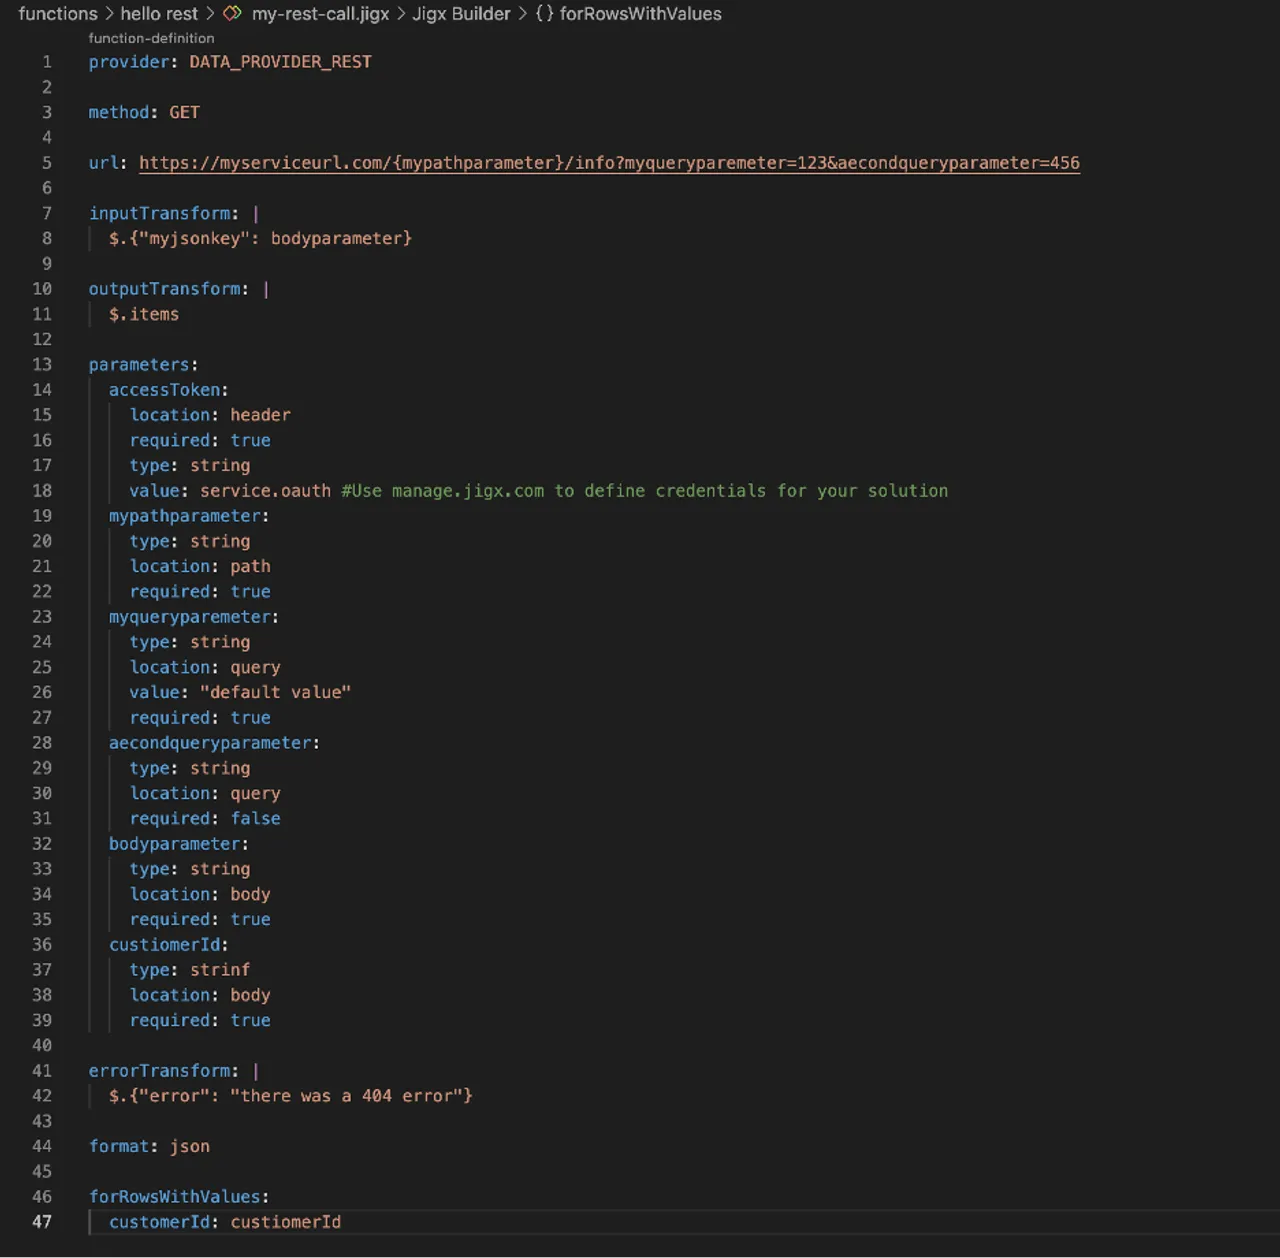 functions > hello rest > my-rest-call.jigx > Jigx Builder > {} forRowsWithValues
function-definition
1 provider: DATA_PROVIDER_REST
2
3 method: GET
4
5 url: https://myserviceurl.com/{mypathparameter}/info?myqueryparemeter=123&aecondqueryparameter=456
6
7 inputTransform: |
8 $.{"myjsonkey": bodyparameter}
9
10 outputTransform: |
11 $.items
12
13 parameters:
14 accessToken:
15 location: header
16 required: true
17 type: string
18 value: service.oauth #Use manage.jigx.com to define credentials for your solution
19 mypathparameter:
20 type: string
21 location: path
22 required: true
23 myqueryparemeter:
24 type: string
25 location: query
26 value: "default value"
27 required: true
28 aecondqueryparameter:
29 type: string
30 location: query
31 required: false
32 bodyparameter:
33 type: string
34 location: body
35 required: true
36 custiomerId:
37 type: strinf
38 location: body
39 required: true
40
41 errorTransform: |
42 $.{"error": "there was a 404 error"}
43
44 format: json
45
46 forRowsWithValues:
47 customerId: custiomerId